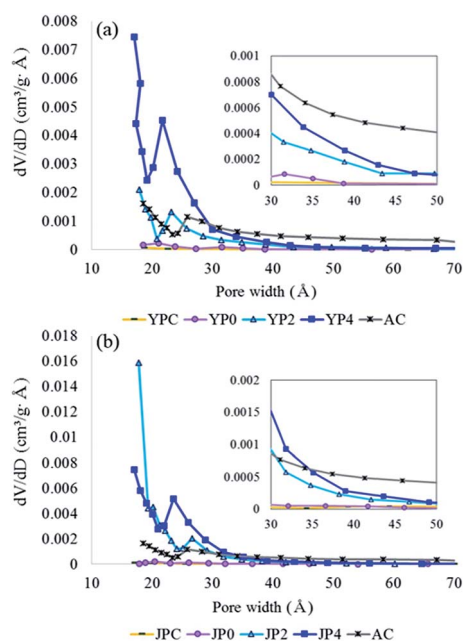 (a)
dV/dD (cm³/g· Å)
0.008
0.007
0.006
0.005
0.004
0.003
0.002
0.001
0
10 20 30 40 50 60 70
Pore width ( Å )
0.001
0.0008
0.0006
0.0004
0.0002
0
30 35 40 45 50
YPC YP0 YP2 YP4 AC
(b)
dV/dD (cm³/g· Å)
0.018
0.016
0.014
0.012
0.01
0.008
0.006
0.004
0.002
0
10 20 30 40 50 60 70
Pore width ( Å )
0.002
0.0015
0.001
0.0005
0
30 35 40 45 50
JPC JP0 JP2 JP4 AC